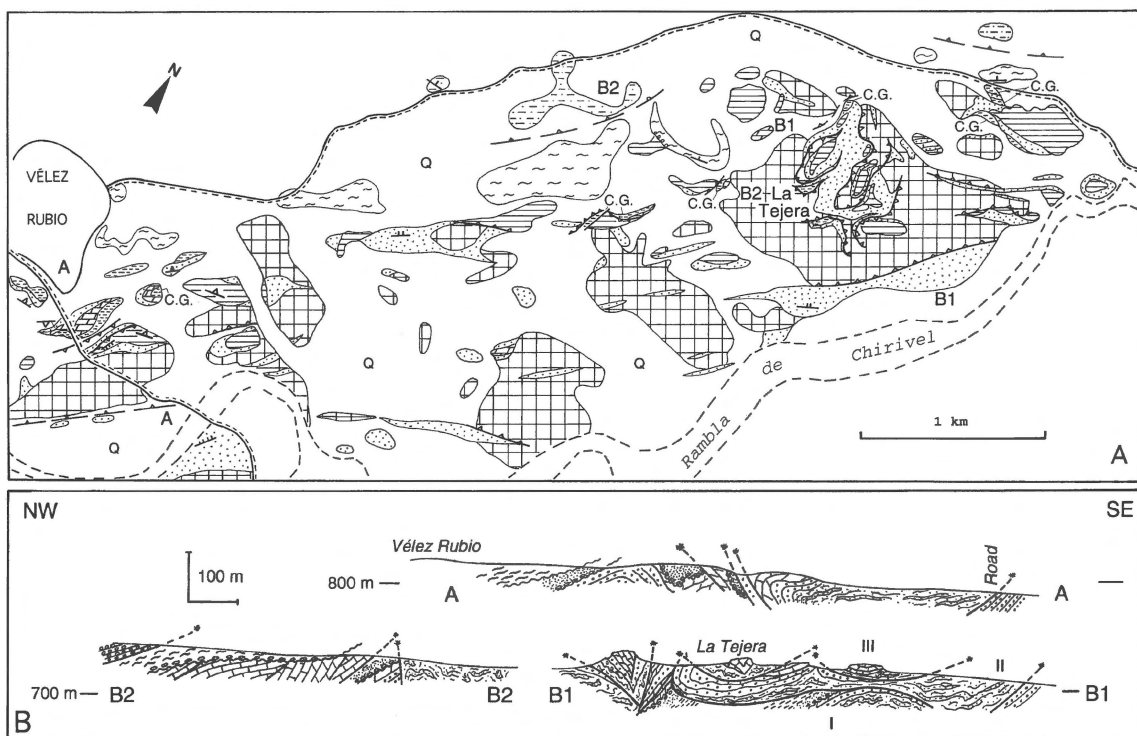 N
Q
B2
C.G.
C.G.
B1
Q
VÉLEZ
RUBIO
A
B2-La
Tejera
C.G.
C.G.
C.G.
B1
Q
Q
A
Q
Rambla de Chirivel
1 km
A
NW
SE
Vélez Rubio
100 m
800 m
A
Road
A
La Tejera
III
II
700 m
B2
B2
B1
B1
I
B